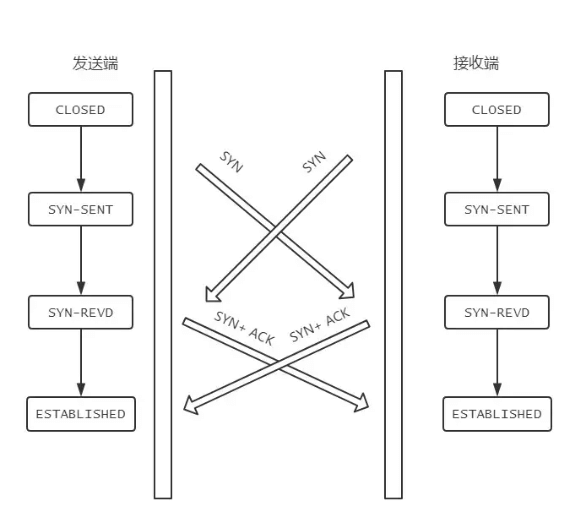 发送端
接收端
CLOSED
CLOSED
SYN
SYN
SYN-SENT
SYN-SENT
SYN-REVD
SYN-REVD
SYN+ ACK
SYN+ ACK
ESTABLISHED
ESTABLISHED